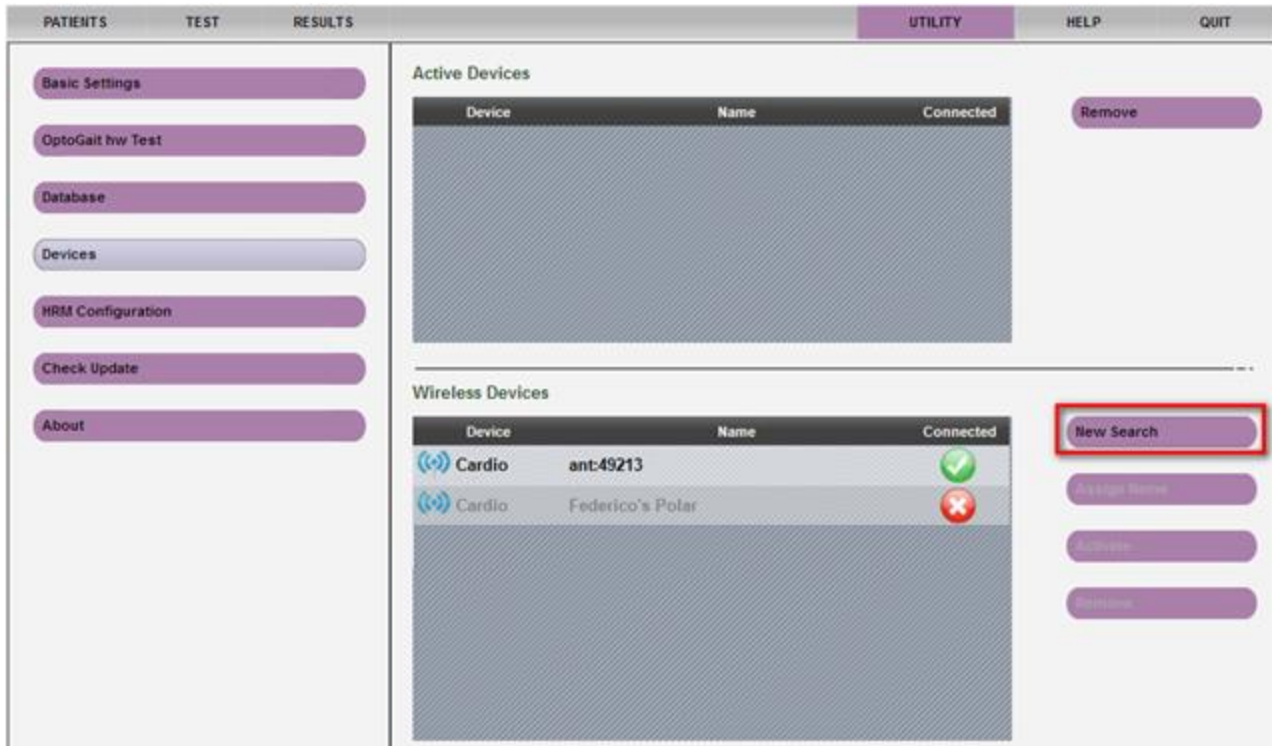 PATIENTS TEST RESULTS UTILITY HELP QUIT
Basic Settings
OptoGait hw Test
Database
Devices
HRM Configuration
Check Update
About
Active Devices
Device Name Connected
Remove
Wireless Devices
Device Name Connected
Cardio ant:49213
Cardio Federico's Polar
New Search
Assign Name
Activate
Remove